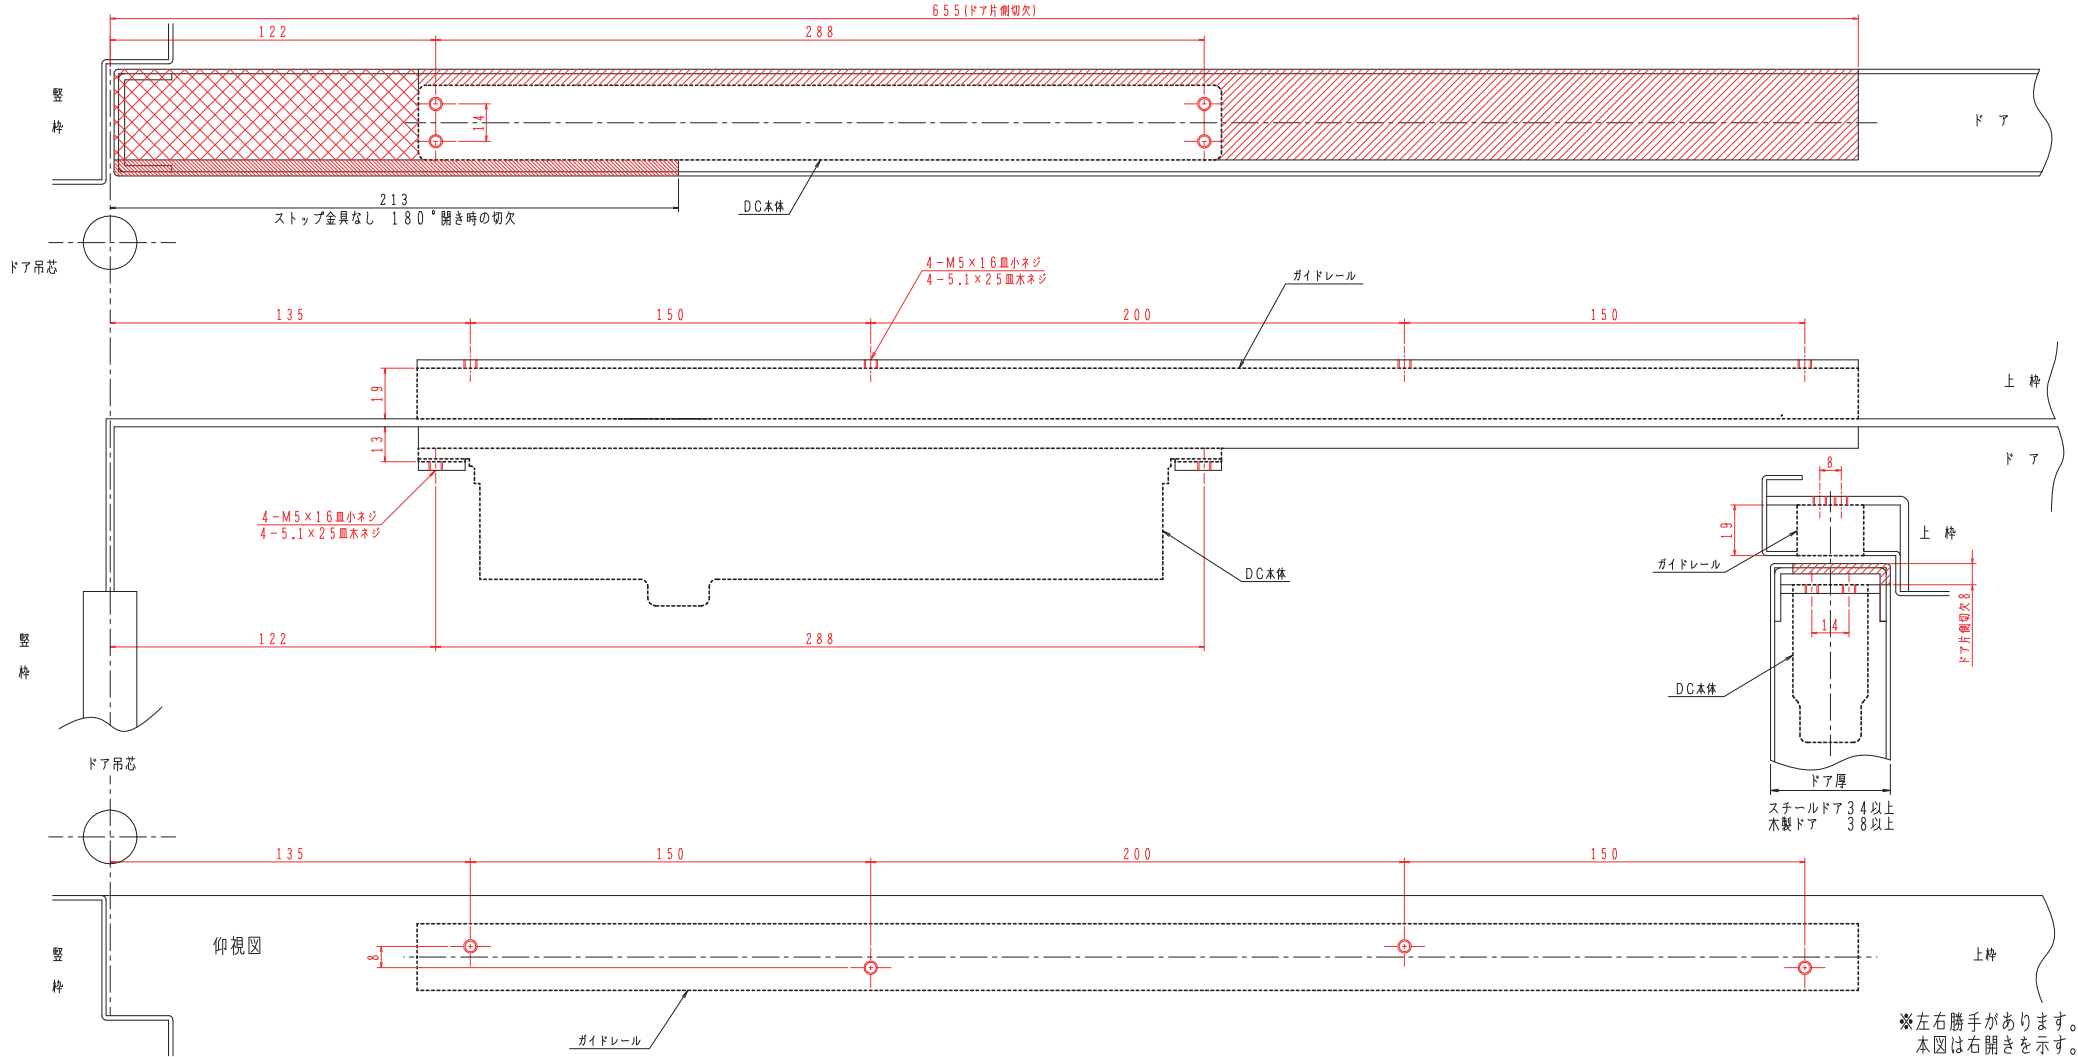 655(ドア片側切欠)
122
288
竪
枠
14
ド ア
213
ストップ金具なし 180°開き時の切欠
DC本体
ドア吊芯
4-M5×16皿小ネジ
4-5.1×25皿木ネジ
ガイドレール
135
150
200
150
19
上 枠
13
ド ア
4-M5×16皿小ネジ
4-5.1×25皿木ネジ
DC本体
8
19
上 枠
ガイドレール
ドア片側切欠8
14
DC本体
122
288
竪
枠
ドア吊芯
ドア厚
スチールドア34以上
木製ドア 38以上
135
150
200
150
仰視図
8
竪
枠
上枠
ガイドレール
※左右勝手があります。
本図は右開きを示す。